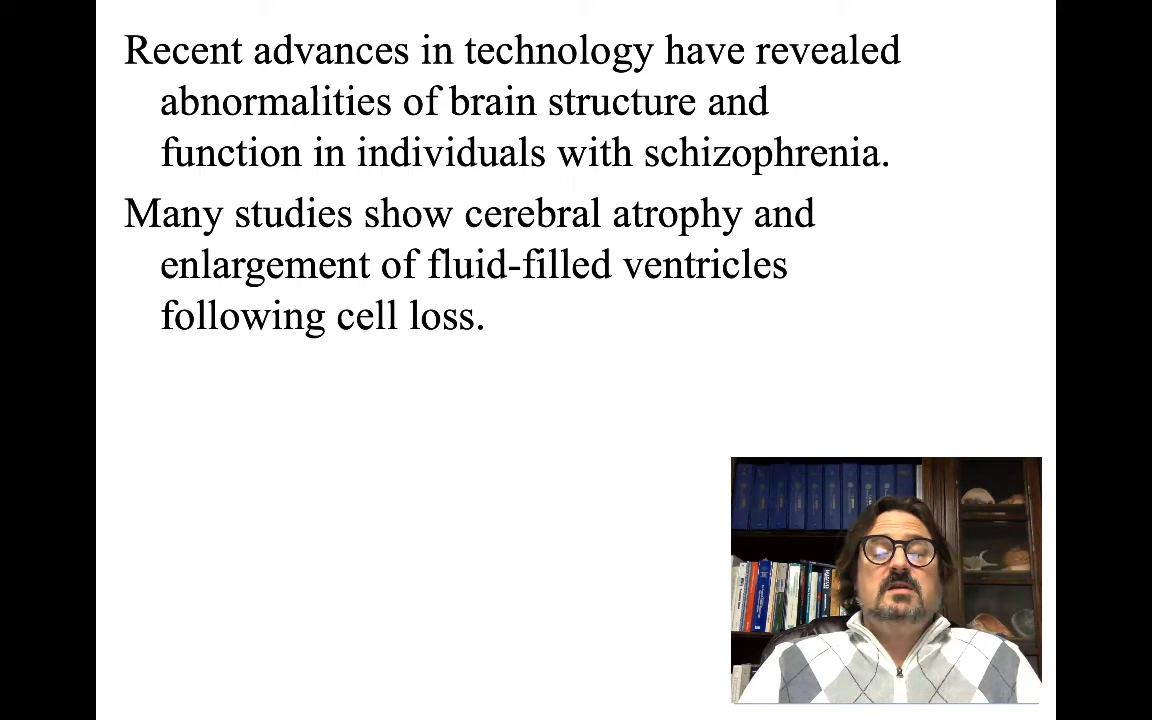 Recent advances in technology have revealed
abnormalities of brain structure and
function in individuals with schizophrenia.
Many studies show cerebral atrophy and
enlargement of fluid-filled ventricles
following cell loss.